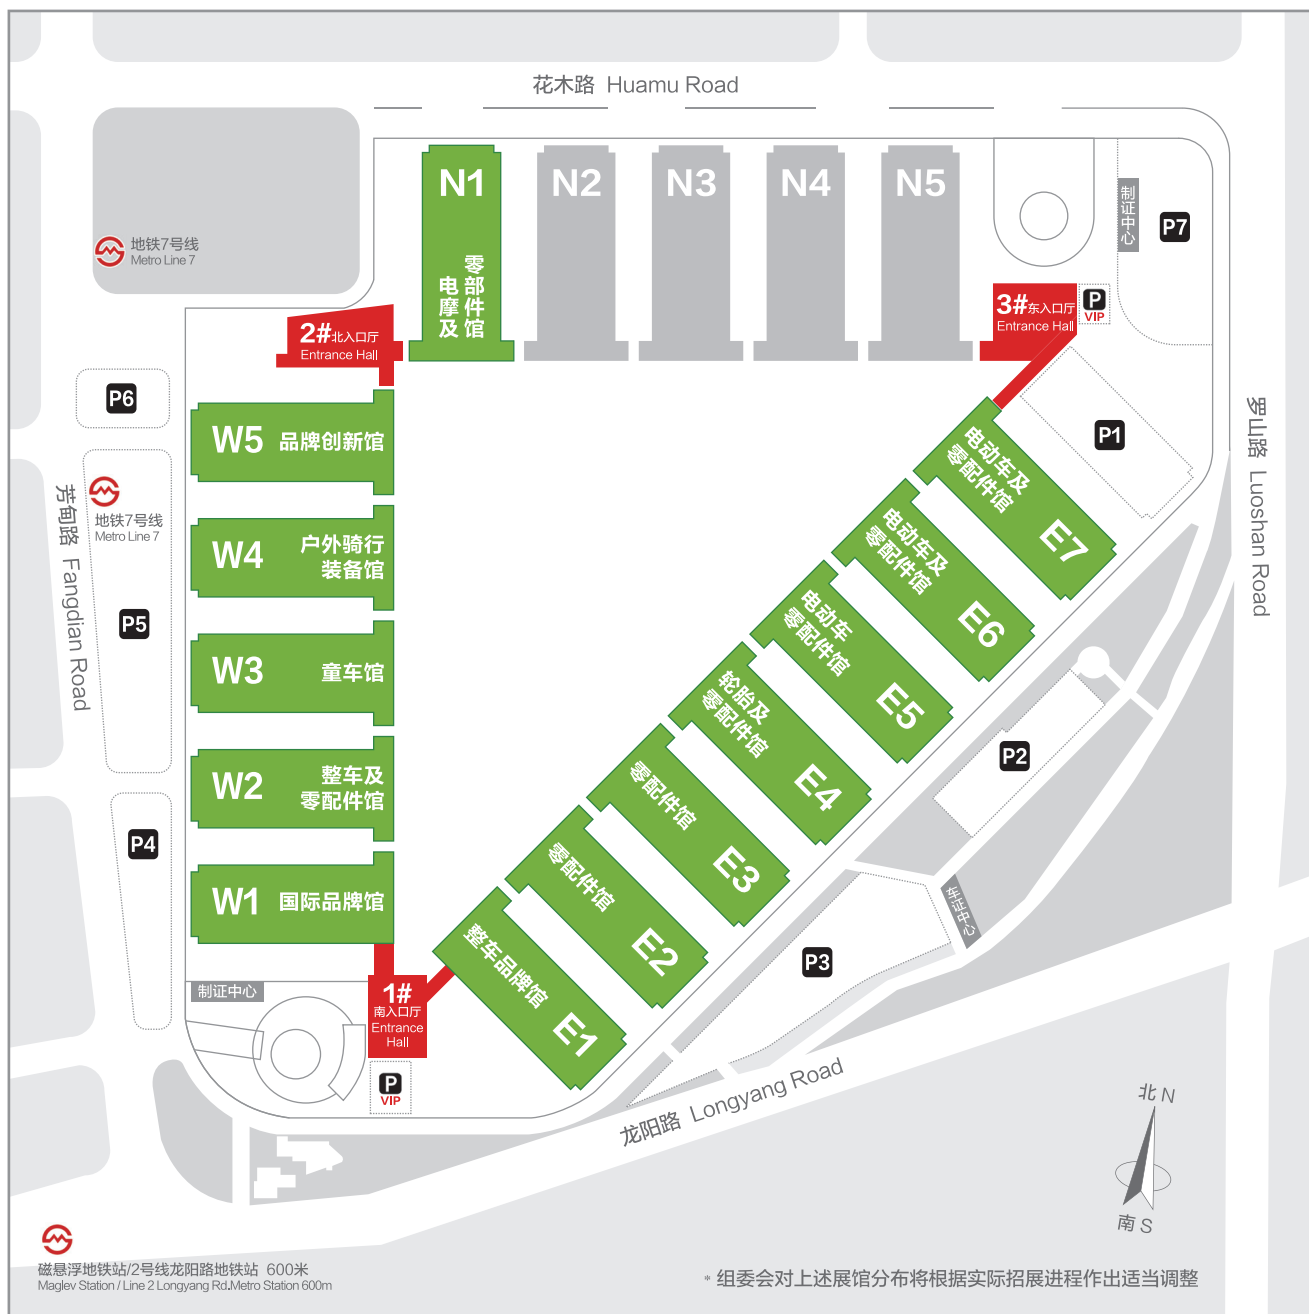 花木路 Huamu Road
N1
电摩及
零部件馆
N2
N3
N4
N5
制证中心
P7
地铁7号线
Metro Line 7
2#北入口厅
Entrance Hall
3#东入口厅
Entrance Hall
P
VIP
P6
W5 品牌创新馆
P1
罗山路 Luoshan Road
电动车及
零配件馆
E7
芳甸路 Fangdian Road
地铁7号线
Metro Line 7
W4
户外骑行
装备馆
电动车及
零配件馆
E6
P5
W3 童车馆
电动车
零配件馆
E5
W2
整车及
零配件馆
轮胎及
零配件馆
E4
P2
P4
零配件馆
E3
W1 国际品牌馆
零配件馆
E2
车证中心
P3
整车品牌馆
E1
制证中心
1#
南入口厅
Entrance
Hall
P
VIP
龙阳路 Longyang Road
北 N
南 S
磁悬浮地铁站/2号线龙阳路地铁站 600米
Maglev Station / Line 2 Longyang Rd.Metro Station 600m
* 组委会对上述展馆分布将根据实际招展进程作出适当调整